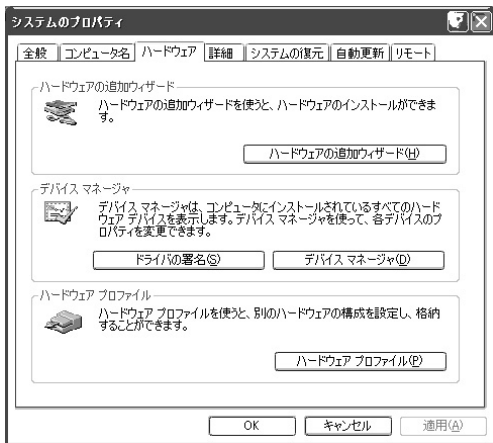 システムのプロパティ
全般 コンピュータ名 ハードウェア 詳細 システムの復元 自動更新 リモート
ハードウェアの追加ウィザード
ハードウェアの追加ウィザードを使うと、ハードウェアのインストールができま
す。
ハードウェアの追加ウィザード(H)
デバイス マネージャ
デバイス マネージャは、コンピュータにインストールされているすべてのハード
ウェア デバイスを表示します。デバイス マネージャを使って、各デバイスのプ
ロパティを変更できます。
ドライバの署名(S) デバイス マネージャ(D)
ハードウェア プロファイル
ハードウェア プロファイルを使うと、別のハードウェアの構成を設定し、格納
することができます。
ハードウェア プロファイル(P)
OK キャンセル 適用(A)